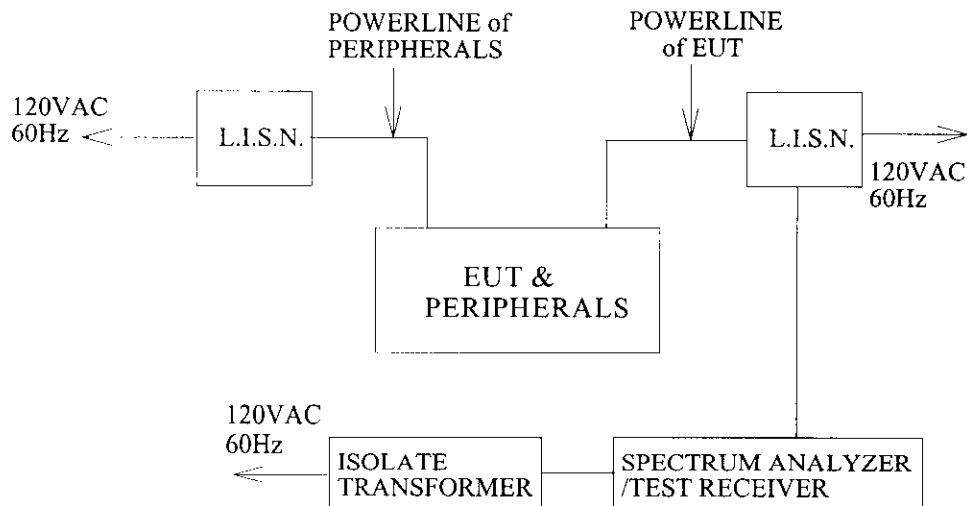 POWERLINE of
PERIPHERALS
POWERLINE
of EUT
120VAC
60Hz
L.I.S.N.
L.I.S.N.
120VAC
60Hz
EUT &
PERIPHERALS
120VAC
60Hz
ISOLATE
TRANSFORMER
SPECTRUM ANALYZER
/TEST RECEIVER